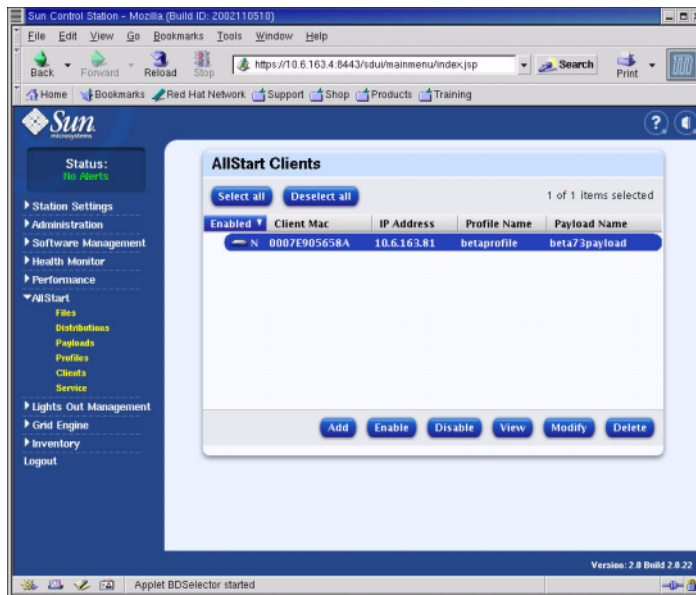 Sun Control Station - Mozilla {Build ID: 2002110510}
File Edit View Go Bookmarks Tools Window Help
Back Forward Reload Stop https://10.6.163.4:8443/sdui/mainmenu/index.jsp Search Print
Home Bookmarks Red Hat Network Support Shop Products Training
Sun
microsystems
?
Status:
No Alerts
Station Settings
Administration
Software Management
Health Monitor
Performance
AllStart
Files
Distributions
Payloads
Profiles
Clients
Service
Lights Out Management
Grid Engine
Inventory
Logout
AllStart Clients
Select all Deselect all 1 of 1 items selected
Enabled Client Mac IP Address Profile Name Payload Name
N 0007E905658A 10.6.163.81 betaprofile beta73payload
Add Enable Disable View Modify Delete
Version: 2.0 Build 2.0.22
Applet BDSelector started